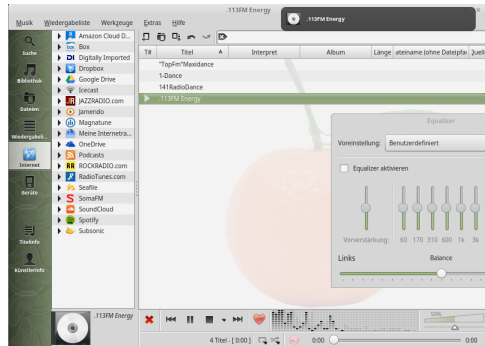 .113FM Energy
.113FM Energy
Musik Wiedergabeliste Werkzeuge Extras Hilfe
Suche
Bibliothek
Dateien
Wiedergabeli...
Internet
Geräte
Titelinfo
Künstlerinfo
Amazon Cloud D...
Box
Digitally Imported
Dropbox
Google Drive
Icecast
JAZZRADIO.com
Jamendo
Magnatune
Meine Internetra...
OneDrive
Podcasts
ROCKRADIO.com
RadioTunes.com
Seafile
SomaFM
SoundCloud
Spotify
Subsonic
T# Titel Interpret Album Länge ateiname (ohne Dateipfad Quell
"TopFm"Maxidance
1-Dance
141RadioDance
.113FM Energy
Equalizer
Voreinstellung: Benutzerdefiniert
Equalizer aktivieren
Vorverstärkung: 60 170 310 600 1k 3k
Links Balance
.113FM Energy
50%
4 Titel - [ 0:00 ] 0:00 0:00